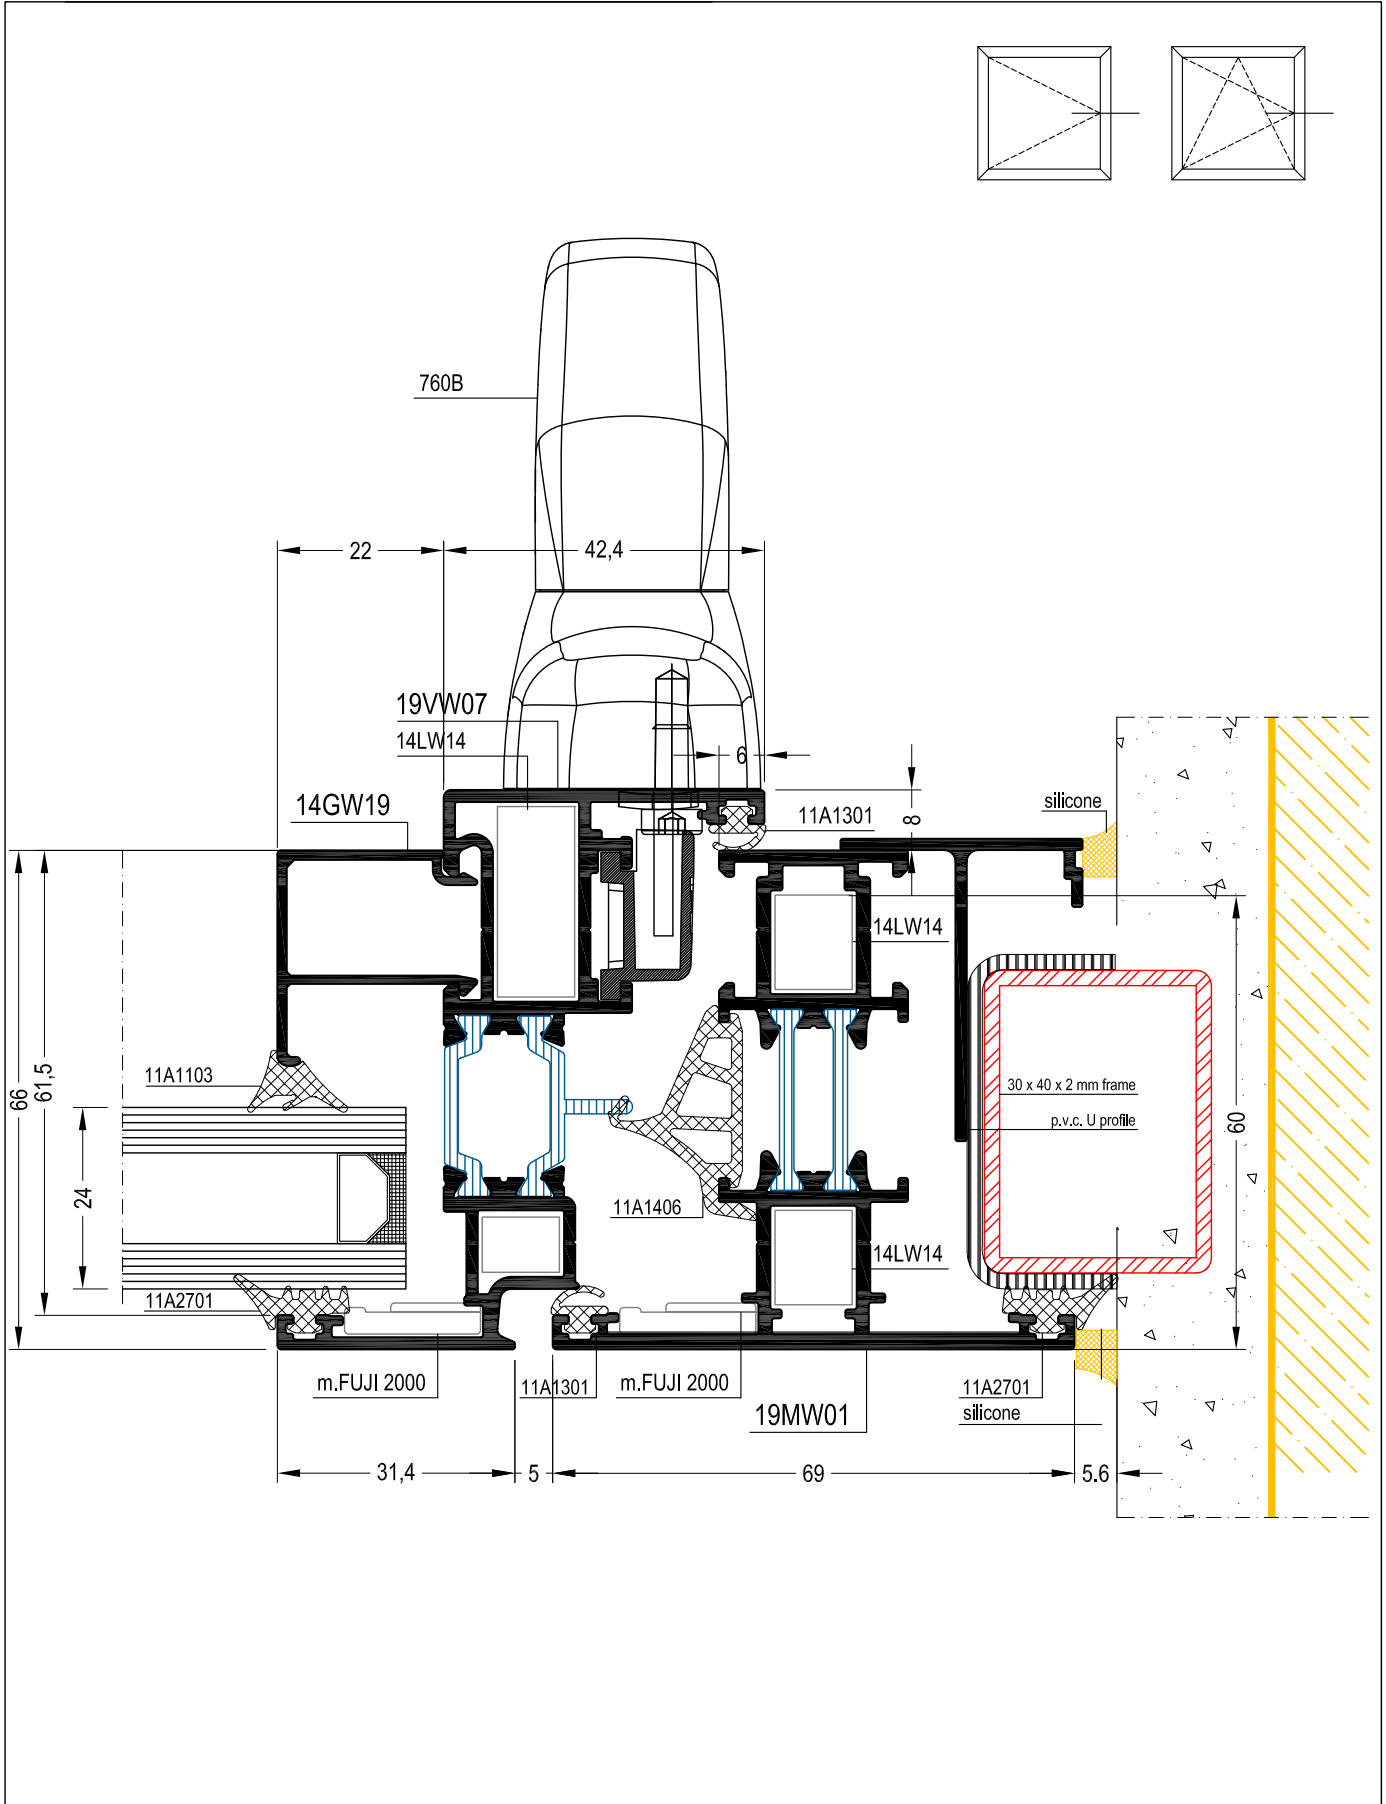 760B
22
42,4
19VW07
14LW14
6
14GW19
11A1301
8
silicone
14LW14
11A1103
66
61,5
30 x 40 x 2 mm frame
p.v.c. U profile
60
24
11A1406
14LW14
11A2701
m.FUJI 2000
11A1301
m.FUJI 2000
11A2701
19MW01
silicone
31,4
5
69
5.6